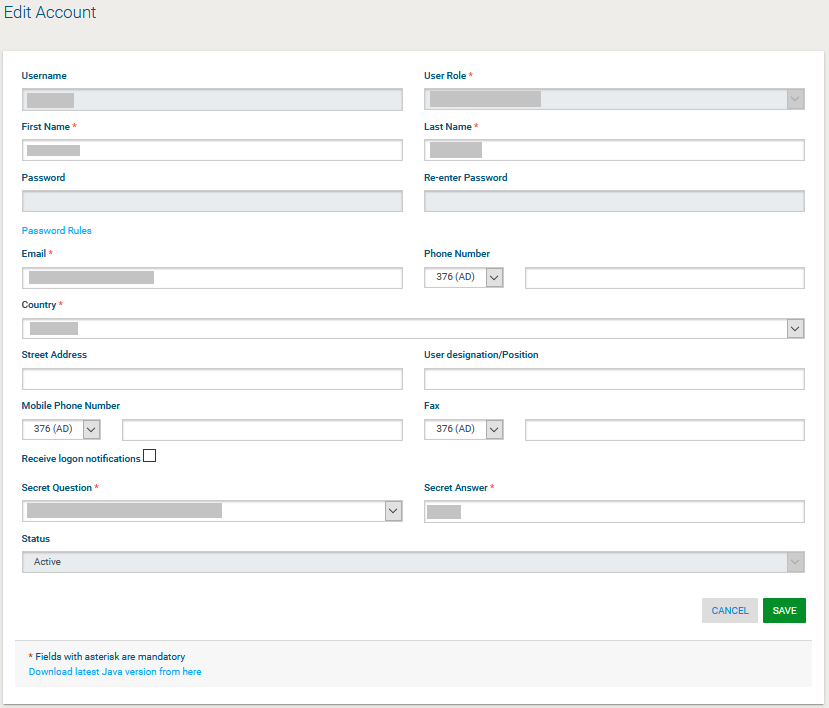 Edit Account
Username User Role *
First Name * Last Name *
Password Re-enter Password
Password Rules
Email * Phone Number
376 (AD)
Country *
Street Address User designation/Position
Mobile Phone Number Fax
376 (AD) 376 (AD)
Receive logon notifications
Secret Question * Secret Answer *
Status
Active
CANCEL SAVE
* Fields with asterisk are mandatory
Download latest Java version from here